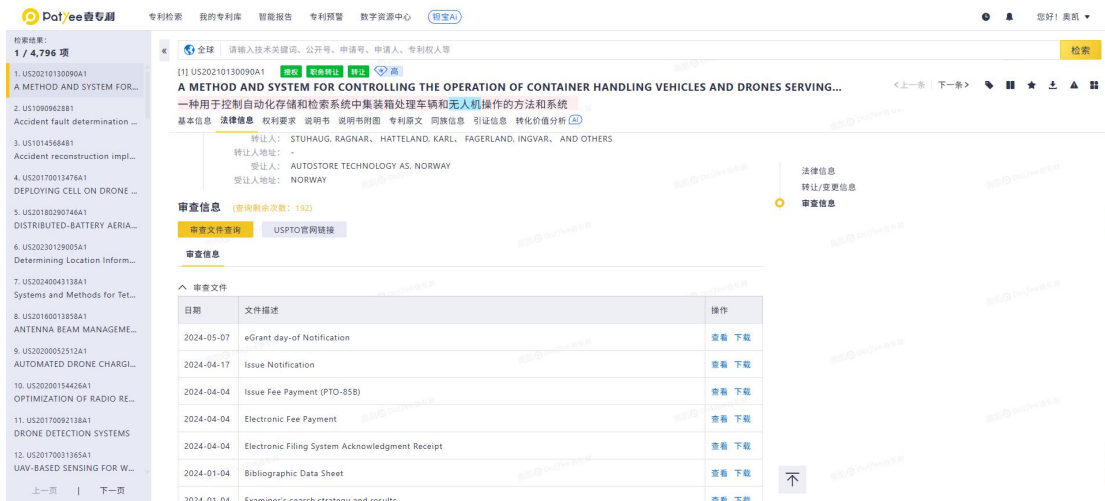 Patyee壹专利
专利检索 我的专利库 智能报告 专利预警 数字资源中心 恒宝Ai
您好！奥凯
检索结果：
1 / 4,796 项
1. US20210130090A1
A METHOD AND SYSTEM FOR...
2. US10909628B1
Accident fault determination ...
3. US10145684B1
Accident reconstruction impl...
4. US20170013476A1
DEPLOYING CELL ON DRONE ...
5. US20180290746A1
DISTRIBUTED-BATTERY AERIA...
6. US20230129005A1
Determining Location Inform...
7. US20240043138A1
Systems and Methods for Tet...
8. US20160013858A1
ANTENNA BEAM MANAGEME...
9. US20200052512A1
AUTOMATED DRONE CHARGI...
10. US20200154426A1
OPTIMIZATION OF RADIO RE...
11. US20170092138A1
DRONE DETECTION SYSTEMS
12. US20170031365A1
UAV-BASED SENSING FOR W...
上一页 | 下一页
«
全球 请输入技术关键词、公开号、申请号、申请人、专利权人等
检索
[1] US20210130090A1 授权 职务转让 转让 高
A METHOD AND SYSTEM FOR CONTROLLING THE OPERATION OF CONTAINER HANDLING VEHICLES AND DRONES SERVING...
<上一条 下一条>
一种用于控制自动化存储和检索系统中集装箱处理车辆和无人机操作的方法和系统
基本信息 法律信息 权利要求 说明书 说明书附图 专利原文 同族信息 引证信息 转化价值分析 AI
转让人： STUHAUG, RAGNAR、 HATTELAND, KARL、 FAGERLAND, INGVAR、 AND OTHERS
转让人地址： -
受让人： AUTOSTORE TECHNOLOGY AS, NORWAY
受让人地址： NORWAY
法律信息
转让/变更信息
审查信息
审查信息 (查询剩余次数：192)
审查文件查询 USPTO官网链接
审查信息
审查文件
日期 文件描述 操作
2024-05-07 eGrant day-of Notification 查看 下载
2024-04-17 Issue Notification 查看 下载
2024-04-04 Issue Fee Payment (PTO-85B) 查看 下载
2024-04-04 Electronic Fee Payment 查看 下载
2024-04-04 Electronic Filing System Acknowledgment Receipt 查看 下载
2024-01-04 Bibliographic Data Sheet 查看 下载
2024-01-04 Examiner's search strategy and results 查看 下载